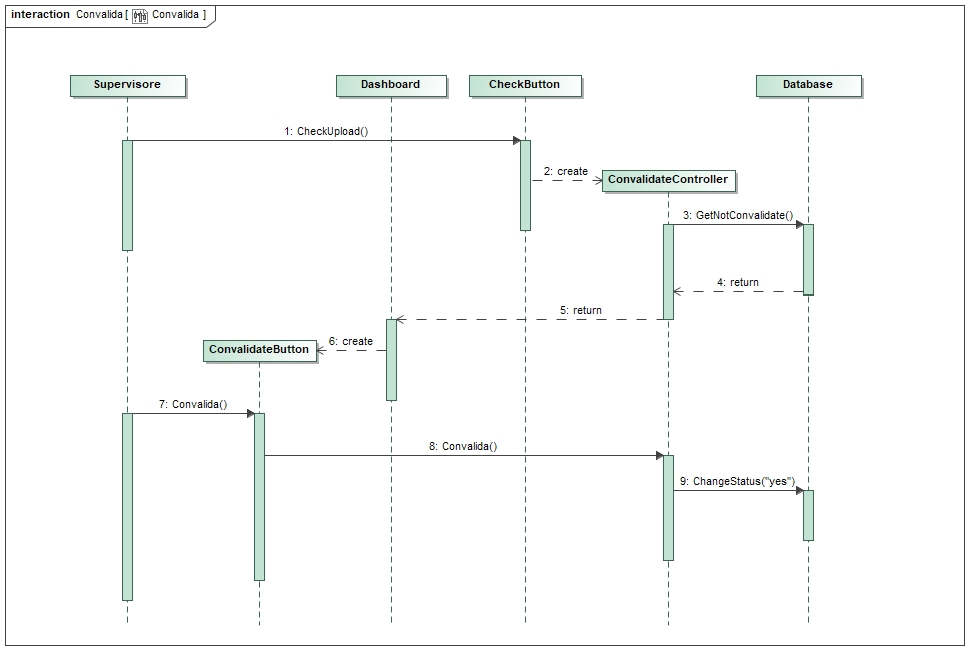 interaction Convalida [ Convalida ]
Supervisore
Dashboard
CheckButton
Database
1: CheckUpload()
2: create
ConvalidateController
3: GetNotConvalidate()
4: return
5: return
6: create
ConvalidateButton
7: Convalida()
8: Convalida()
9: ChangeStatus("yes")